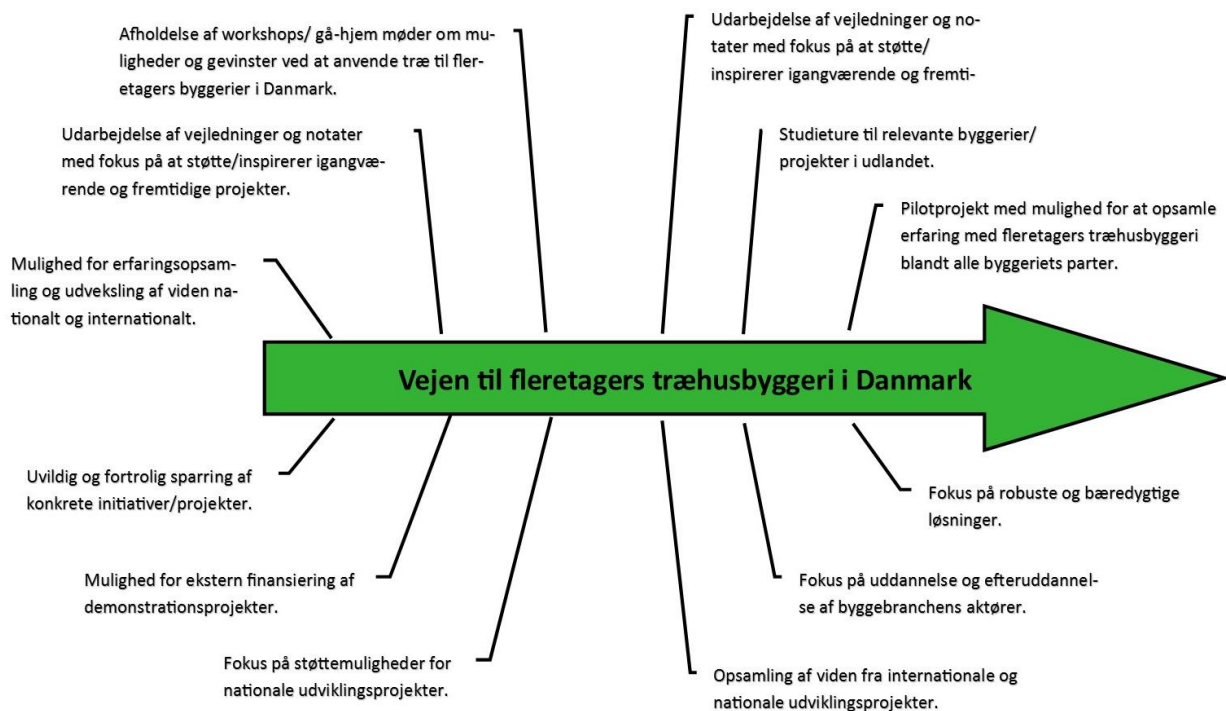 Afholdelse af workshops/ gå-hjem møder om mu-
ligheder og gevinster ved at anvende træ til fler-
etagers byggerier i Danmark.
Udarbejdelse af vejledninger og no-
tater med fokus på at støtte/
inspirerer igangværende og fremti-
Udarbejdelse af vejledninger og notater
med fokus på at støtte/inspirerer igangvæ-
rende og fremtidige projekter.
Studieture til relevante byggerier/
projekter i udlandet.
Mulighed for erfaringsopsam-
ling og udveksling af viden na-
tionalt og internationalt.
Pilotprojekt med mulighed for at opsamle
erfaring med fleretagers træhusbyggeri
blandt alle byggeriets parter.
Vejen til fleretagers træhusbyggeri i Danmark
Uvildig og fortrolig sparring af
konkrete initiativer/projekter.
Fokus på robuste og bæredygtige
løsninger.
Mulighed for ekstern finansiering af
demonstrationsprojekter.
Fokus på uddannelse og efteruddannel-
se af byggebranchens aktører.
Fokus på støttemuligheder for
nationale udviklingsprojekter.
Opsamling af viden fra internationale og
nationale udviklingsprojekter.